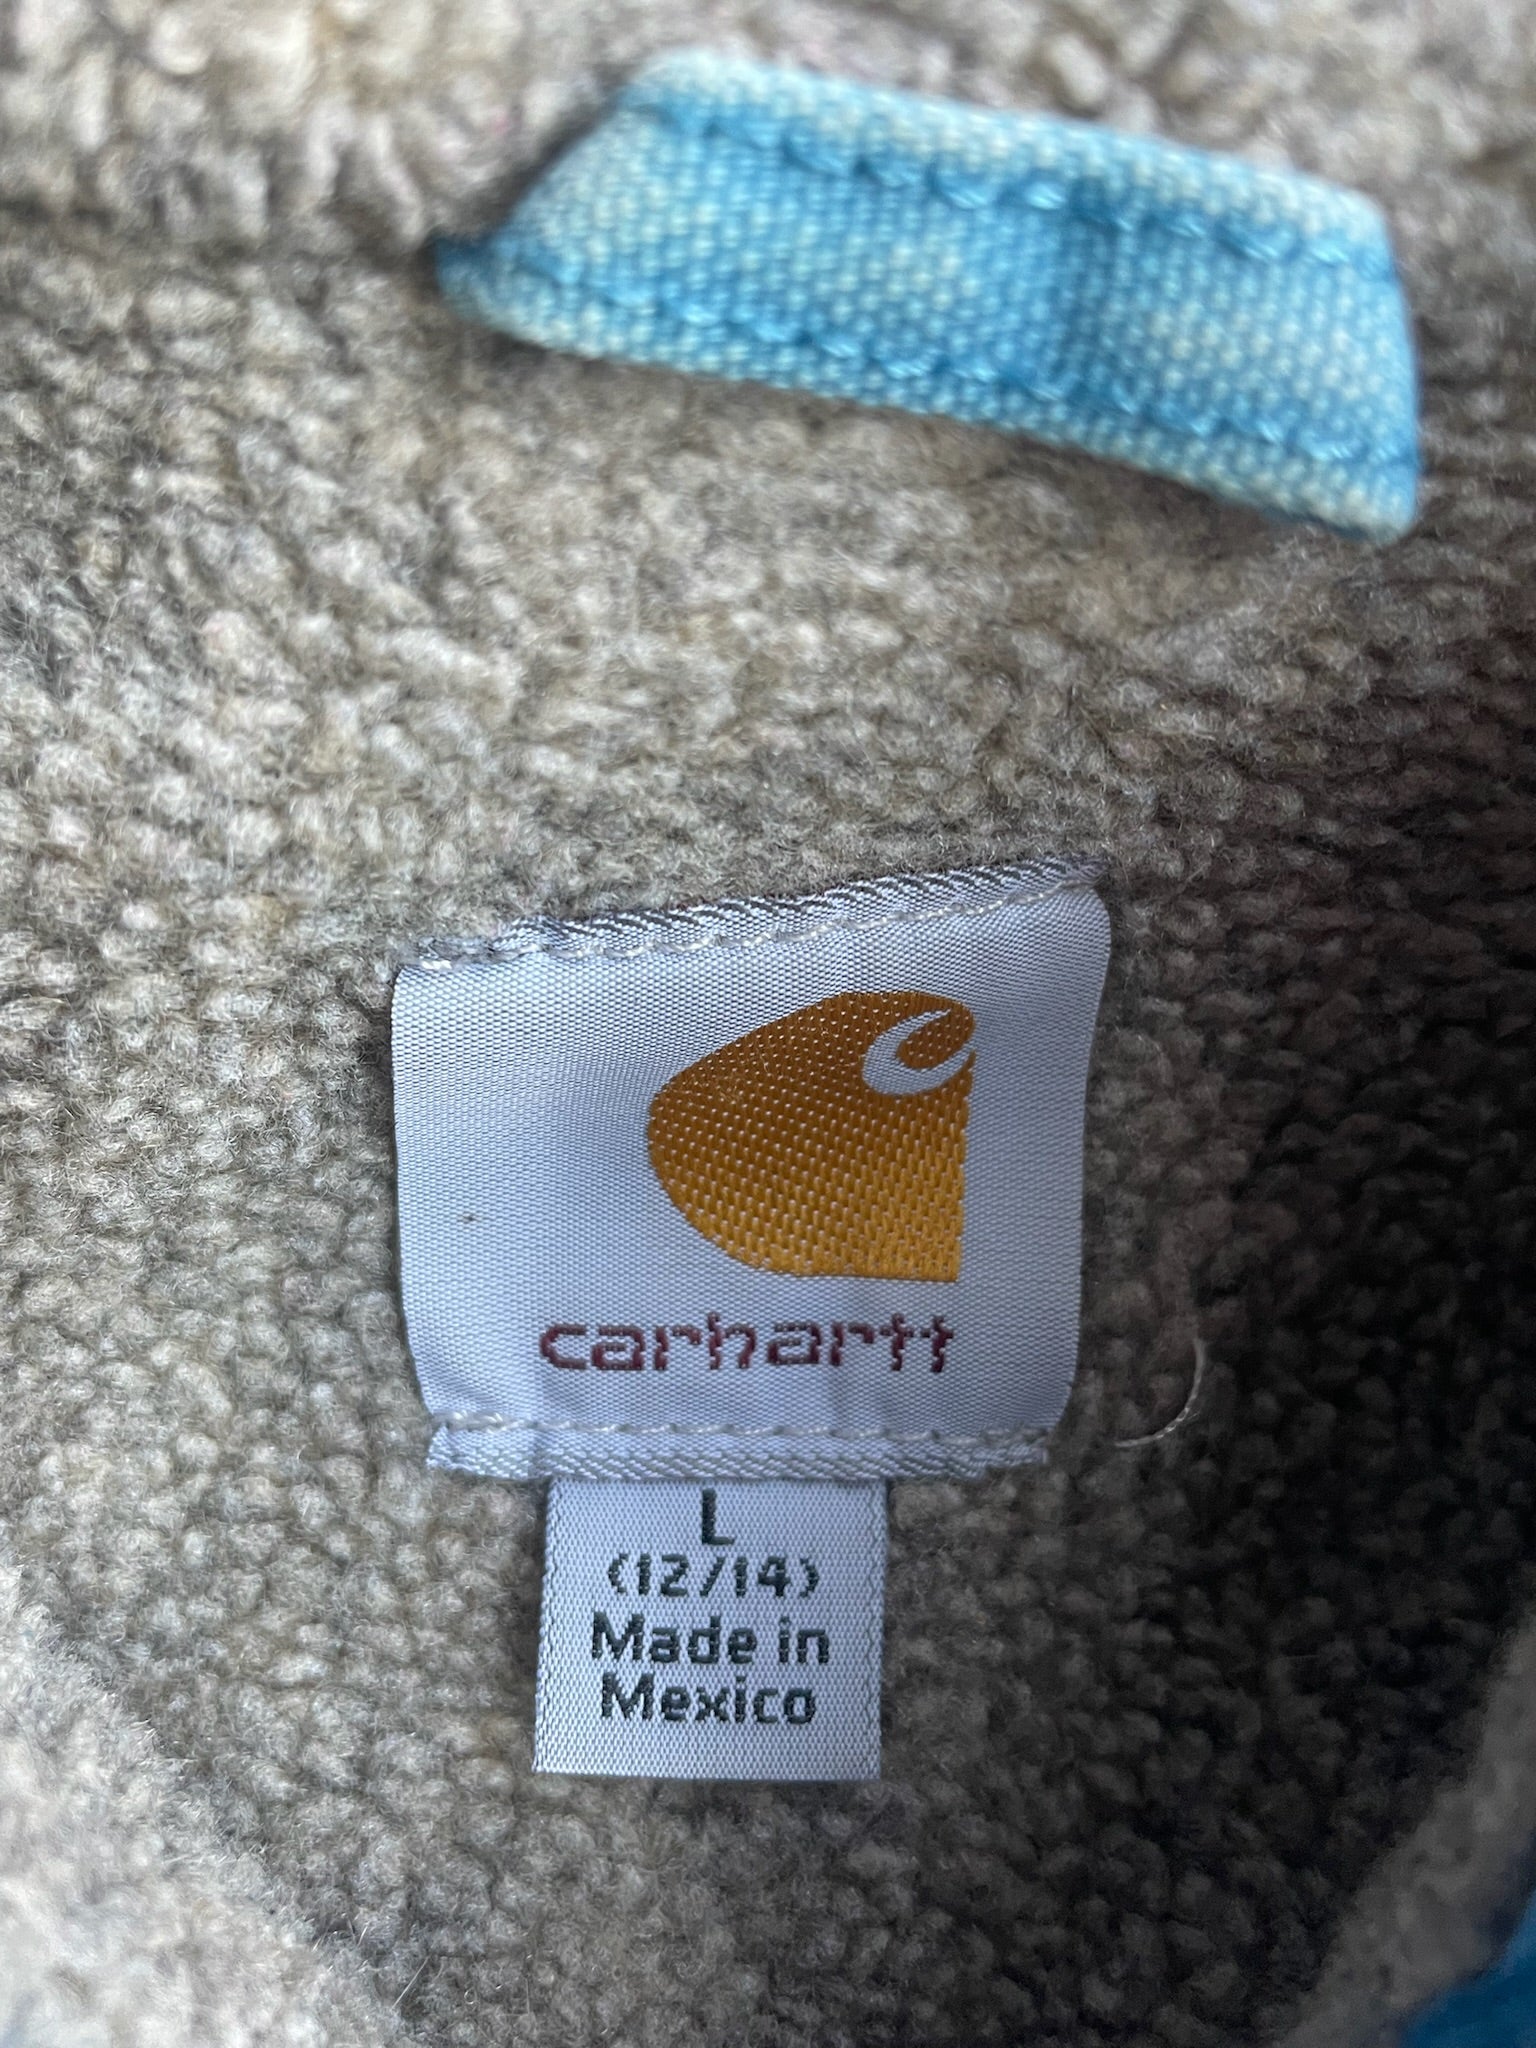 carhartt
L
(12/14)
Made in
Mexico